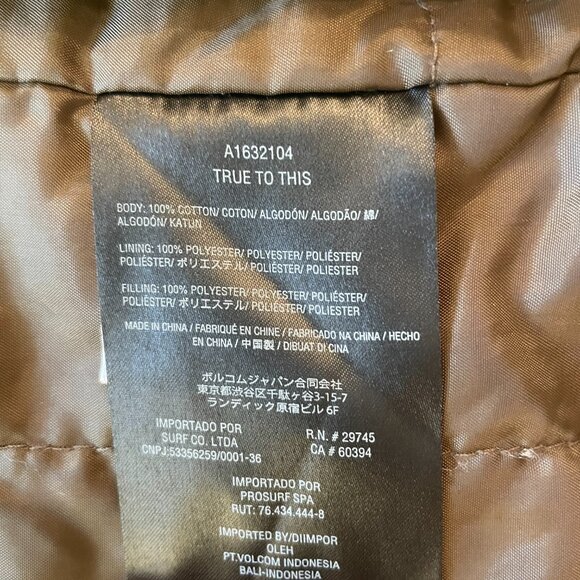 A1632104
TRUE TO THIS
BODY: 100% COTTON/ COTON/ ALGODÓN/ ALGODÃO/ 綿/
ALGODÓN/ KATUN
LINING: 100% POLYESTER/ POLYESTER/ POLIÉSTER/
POLIÉSTER/ ポリエステル/ POLIÉSTER/ POLIESTER
FILLING: 100% POLYESTER/ POLYESTER/ POLIÉSTER/
POLIÉSTER/ ポリエステル/ POLIÉSTER/ POLIESTER
MADE IN CHINA / FABRIQUÉ EN CHINE / FABRICADO NA CHINA / HECHO
EN CHINA / 中国製 / DIBUAT DI CINA
ボルコムジャパン合同会社
東京都渋谷区千駄ヶ谷3-15-7
ランディック原宿ビル 6F
IMPORTADO POR
SURF CO. LTDA
CNPJ:53356259/0001-36
R.N. # 29745
CA # 60394
IMPORTADO POR
PROSURF SPA
RUT: 76.434.444-8
IMPORTED BY/DIIMPOR
OLEH
PT.VOLCOM INDONESIA
BALI-INDONESIA